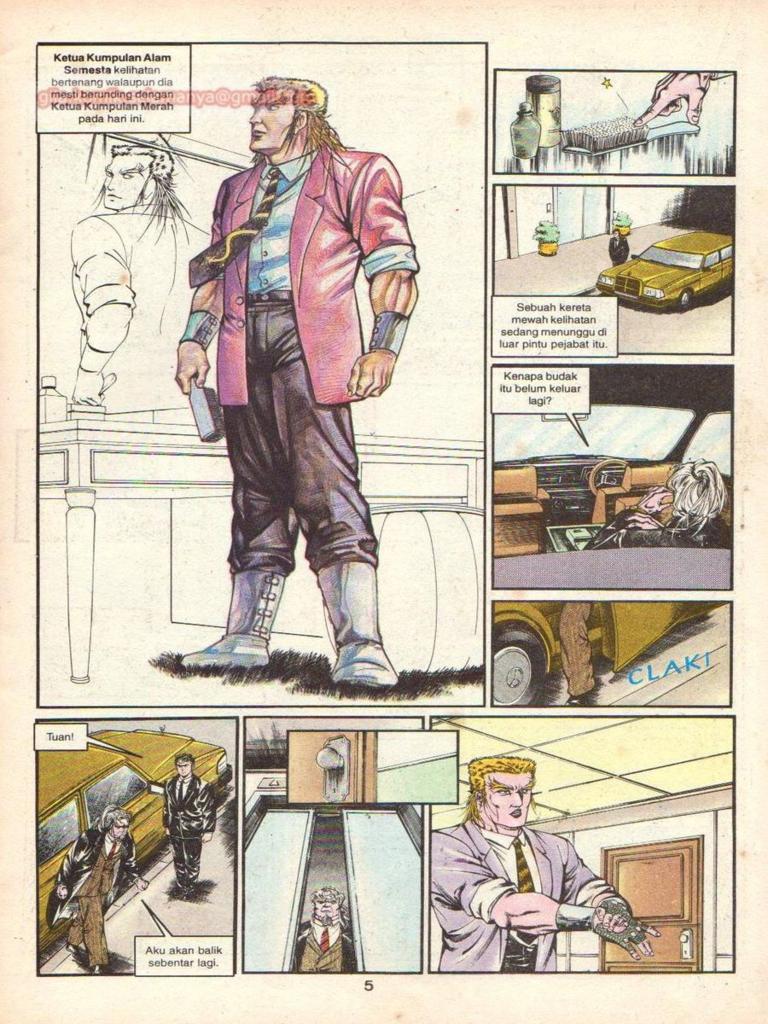 Ketua Kumpulan Alam
Semesta kelihatan
bertenang walaupun dia
mesti berunding dengan
Ketua Kumpulan Merah
pada hari ini.
Sebuah kereta
mewah kelihatan
sedang menunggu di
luar pintu pejabat itu.
Kenapa budak
itu belum keluar
lagi?
CLAK!
Tuan!
Aku akan balik
sebentar lagi.
5